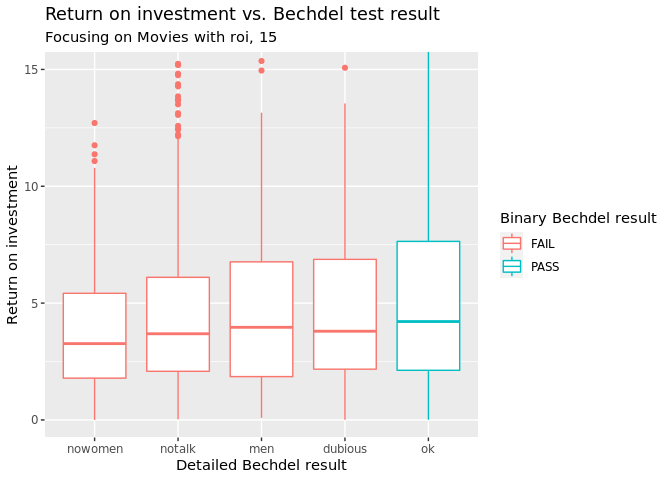 Return on investment vs. Bechdel test result
Focusing on Movies with roi, 15
Return on investment
15
10
5
0
nowomen notalk men dubious ok
Detailed Bechdel result
Binary Bechdel result
FAIL
PASS